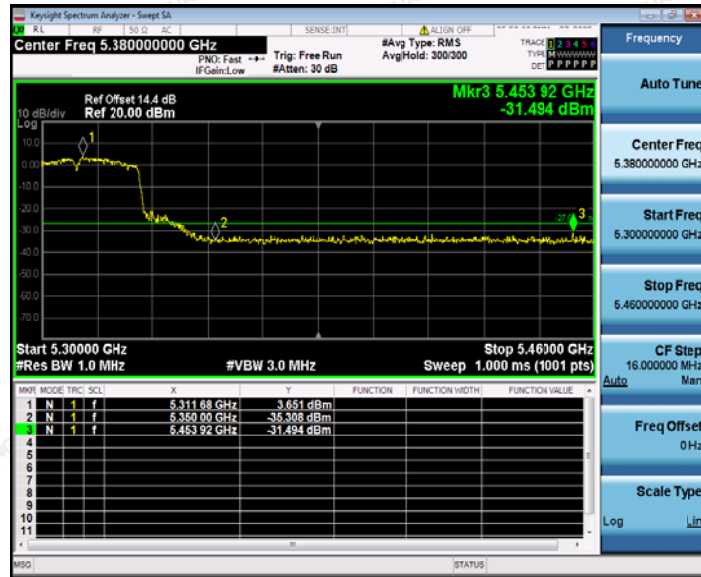 Keysight Spectrum Analyzer - Swept SA
RL RF 50 Ω AC SENSE:INT ALIGN OFF
Center Freq 5.380000000 GHz
PNO: Fast
IFGain:Low
Trig: Free Run
#Atten: 30 dB
#Avg Type: RMS
Avg|Hold: 300/300
TRACE 1 2 3 4 5 6
TYPE M W W W W W
DET P P P P P P
Mkr3 5.453 92 GHz
-31.494 dBm
Ref Offset 14.4 dB
10 dB/div Ref 20.00 dBm
Log
10.0
0.00
-10.0
-20.0
-30.0
-40.0
-50.0
-60.0
-70.0
1
2
3
Start 5.30000 GHz Stop 5.46000 GHz
#Res BW 1.0 MHz #VBW 3.0 MHz Sweep 1.000 ms (1001 pts)
MKR MODE TRC SCL X Y FUNCTION FUNCTION WIDTH FUNCTION VALUE
1 N 1 f 5.311 68 GHz 3.651 dBm
2 N 1 f 5.350 00 GHz -35.308 dBm
3 N 1 f 5.453 92 GHz -31.494 dBm
4
5
6
7
8
9
10
11
MSG STATUS
Frequency
Auto Tune
Center Freq
5.380000000 GHz
Start Freq
5.300000000 GHz
Stop Freq
5.460000000 GHz
CF Step
16.000000 MHz
Auto Man
Freq Offset
0 Hz
Scale Type
Log Lin